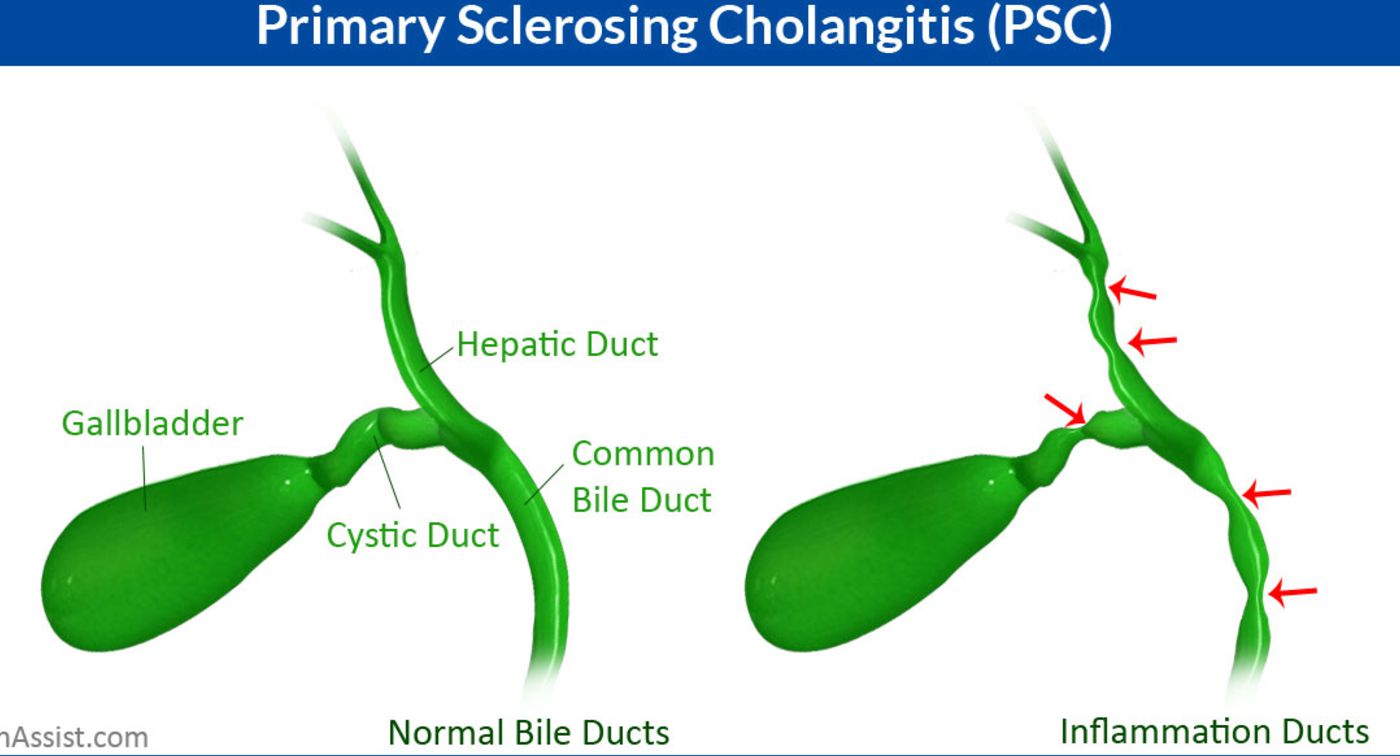 Primary Sclerosing Cholangitis (PSC)
Hepatic Duct
Gallbladder
Common
Bile Duct
Cystic Duct
Normal Bile Ducts
Inflammation Ducts
nAssist.com